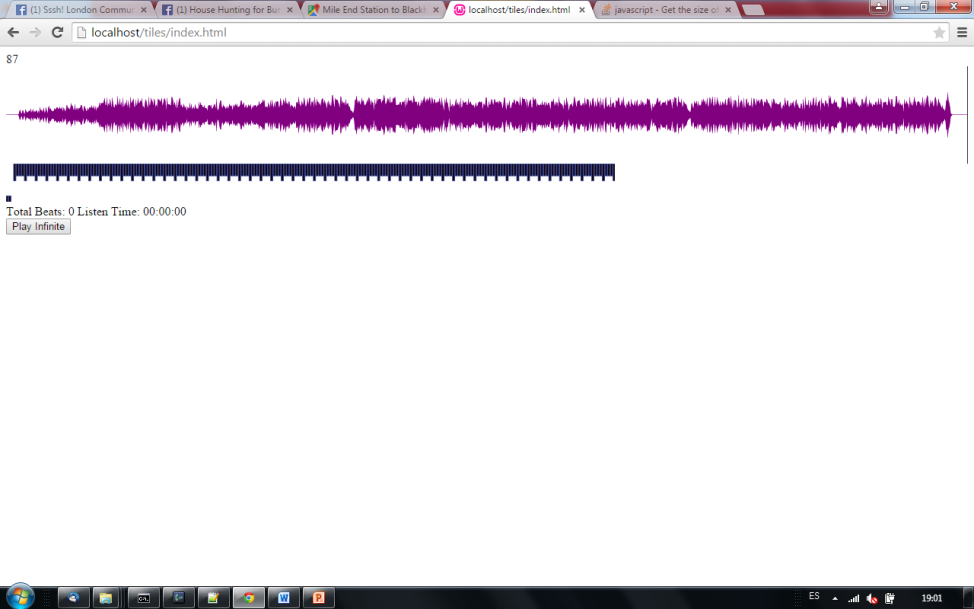 (1) Sssh! London Commu
(1) House Hunting for Bu
Mile End Station to Black
localhost/tiles/index.html
javascript - Get the size of
localhost/tiles/index.html
87
Total Beats: 0 Listen Time: 00:00:00
Play Infinite
ES
19:01